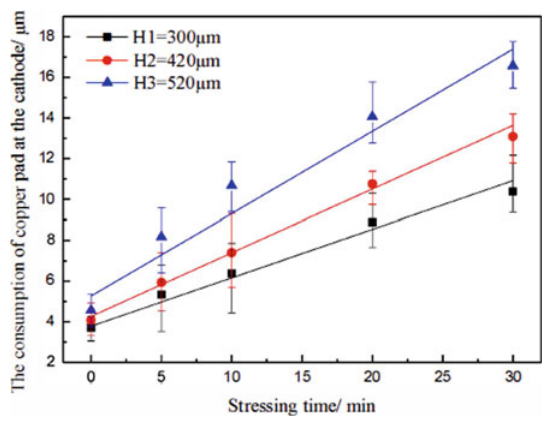 The consumption of copper pad at the cathode/ μm
18
16
14
12
10
8
6
4
2
H1=300μm
H2=420μm
H3=520μm
0 5 10 15 20 25 30
Stressing time/ min